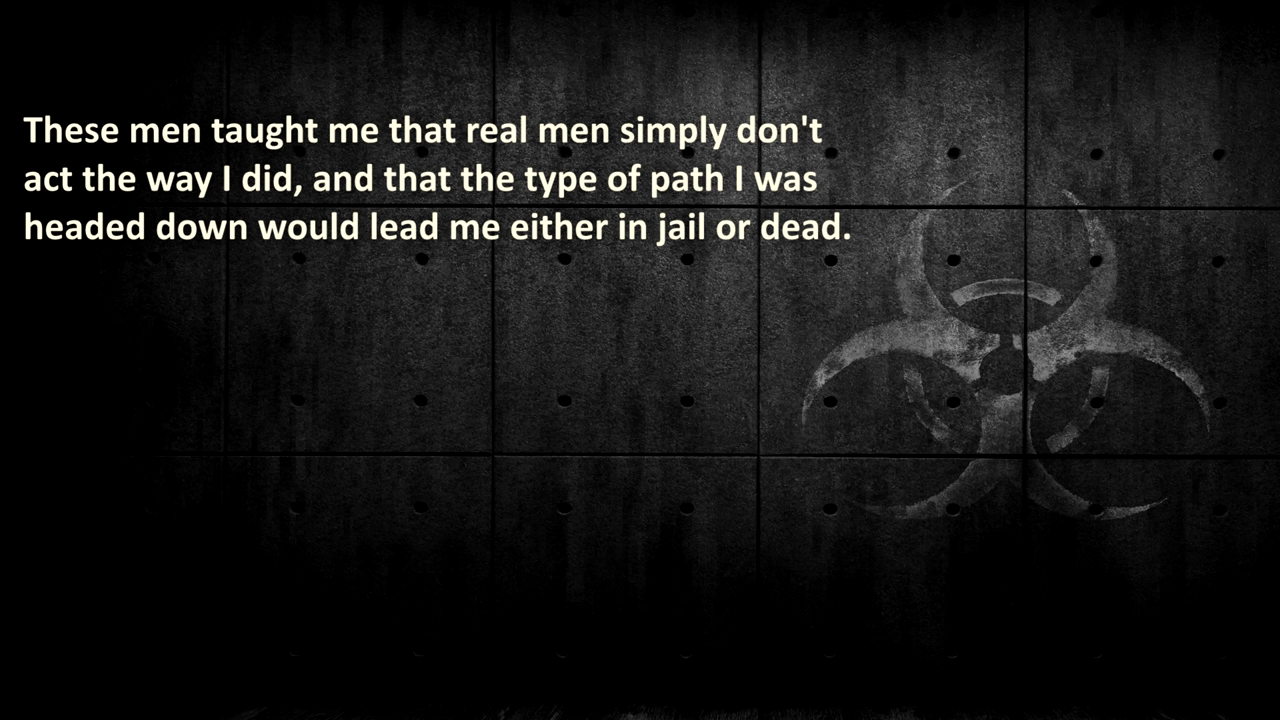 These men taught me that real men simply don't
act the way I did, and that the type of path I was
headed down would lead me either in jail or dead.